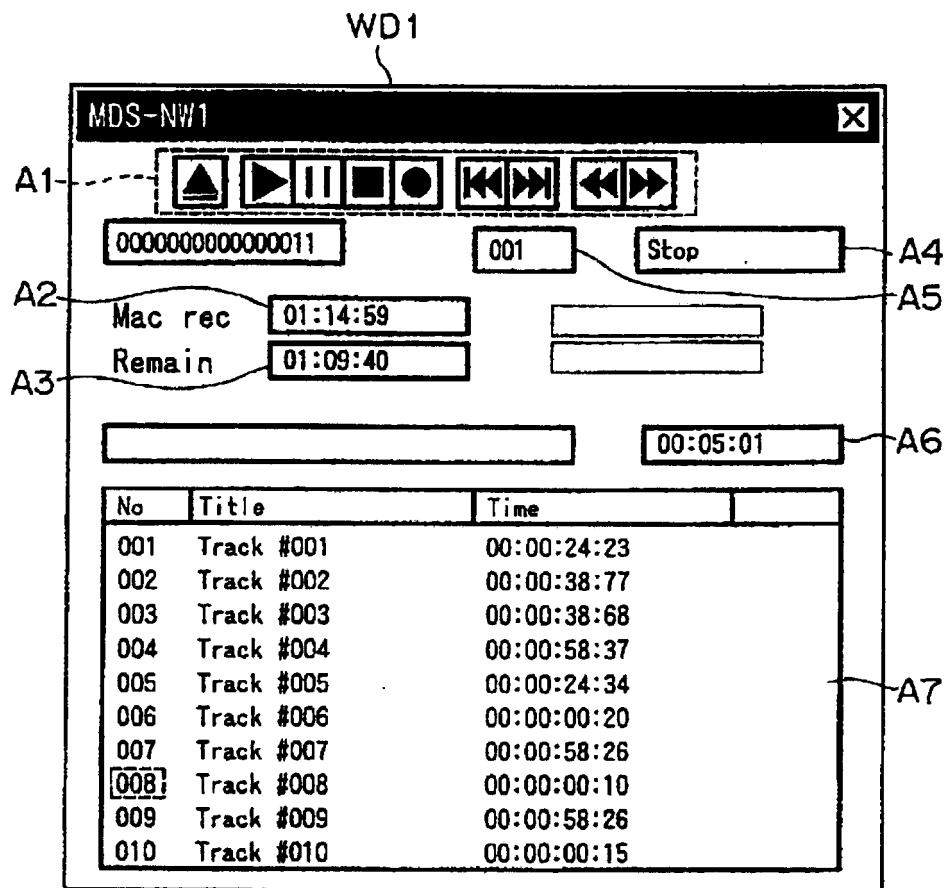 WD1
MDS-NW1
A1
0000000000000011 001 Stop A4
A5
A2 Mac rec 01:14:59
A3 Remain 01:09:40
00:05:01 A6
No Title Time
001 Track #001 00:00:24:23
002 Track #002 00:00:38:77
003 Track #003 00:00:38:68
004 Track #004 00:00:58:37
005 Track #005 00:00:24:34
A7
006 Track #006 00:00:00:20
007 Track #007 00:00:58:26
008 Track #008 00:00:00:10
009 Track #009 00:00:58:26
010 Track #010 00:00:00:15